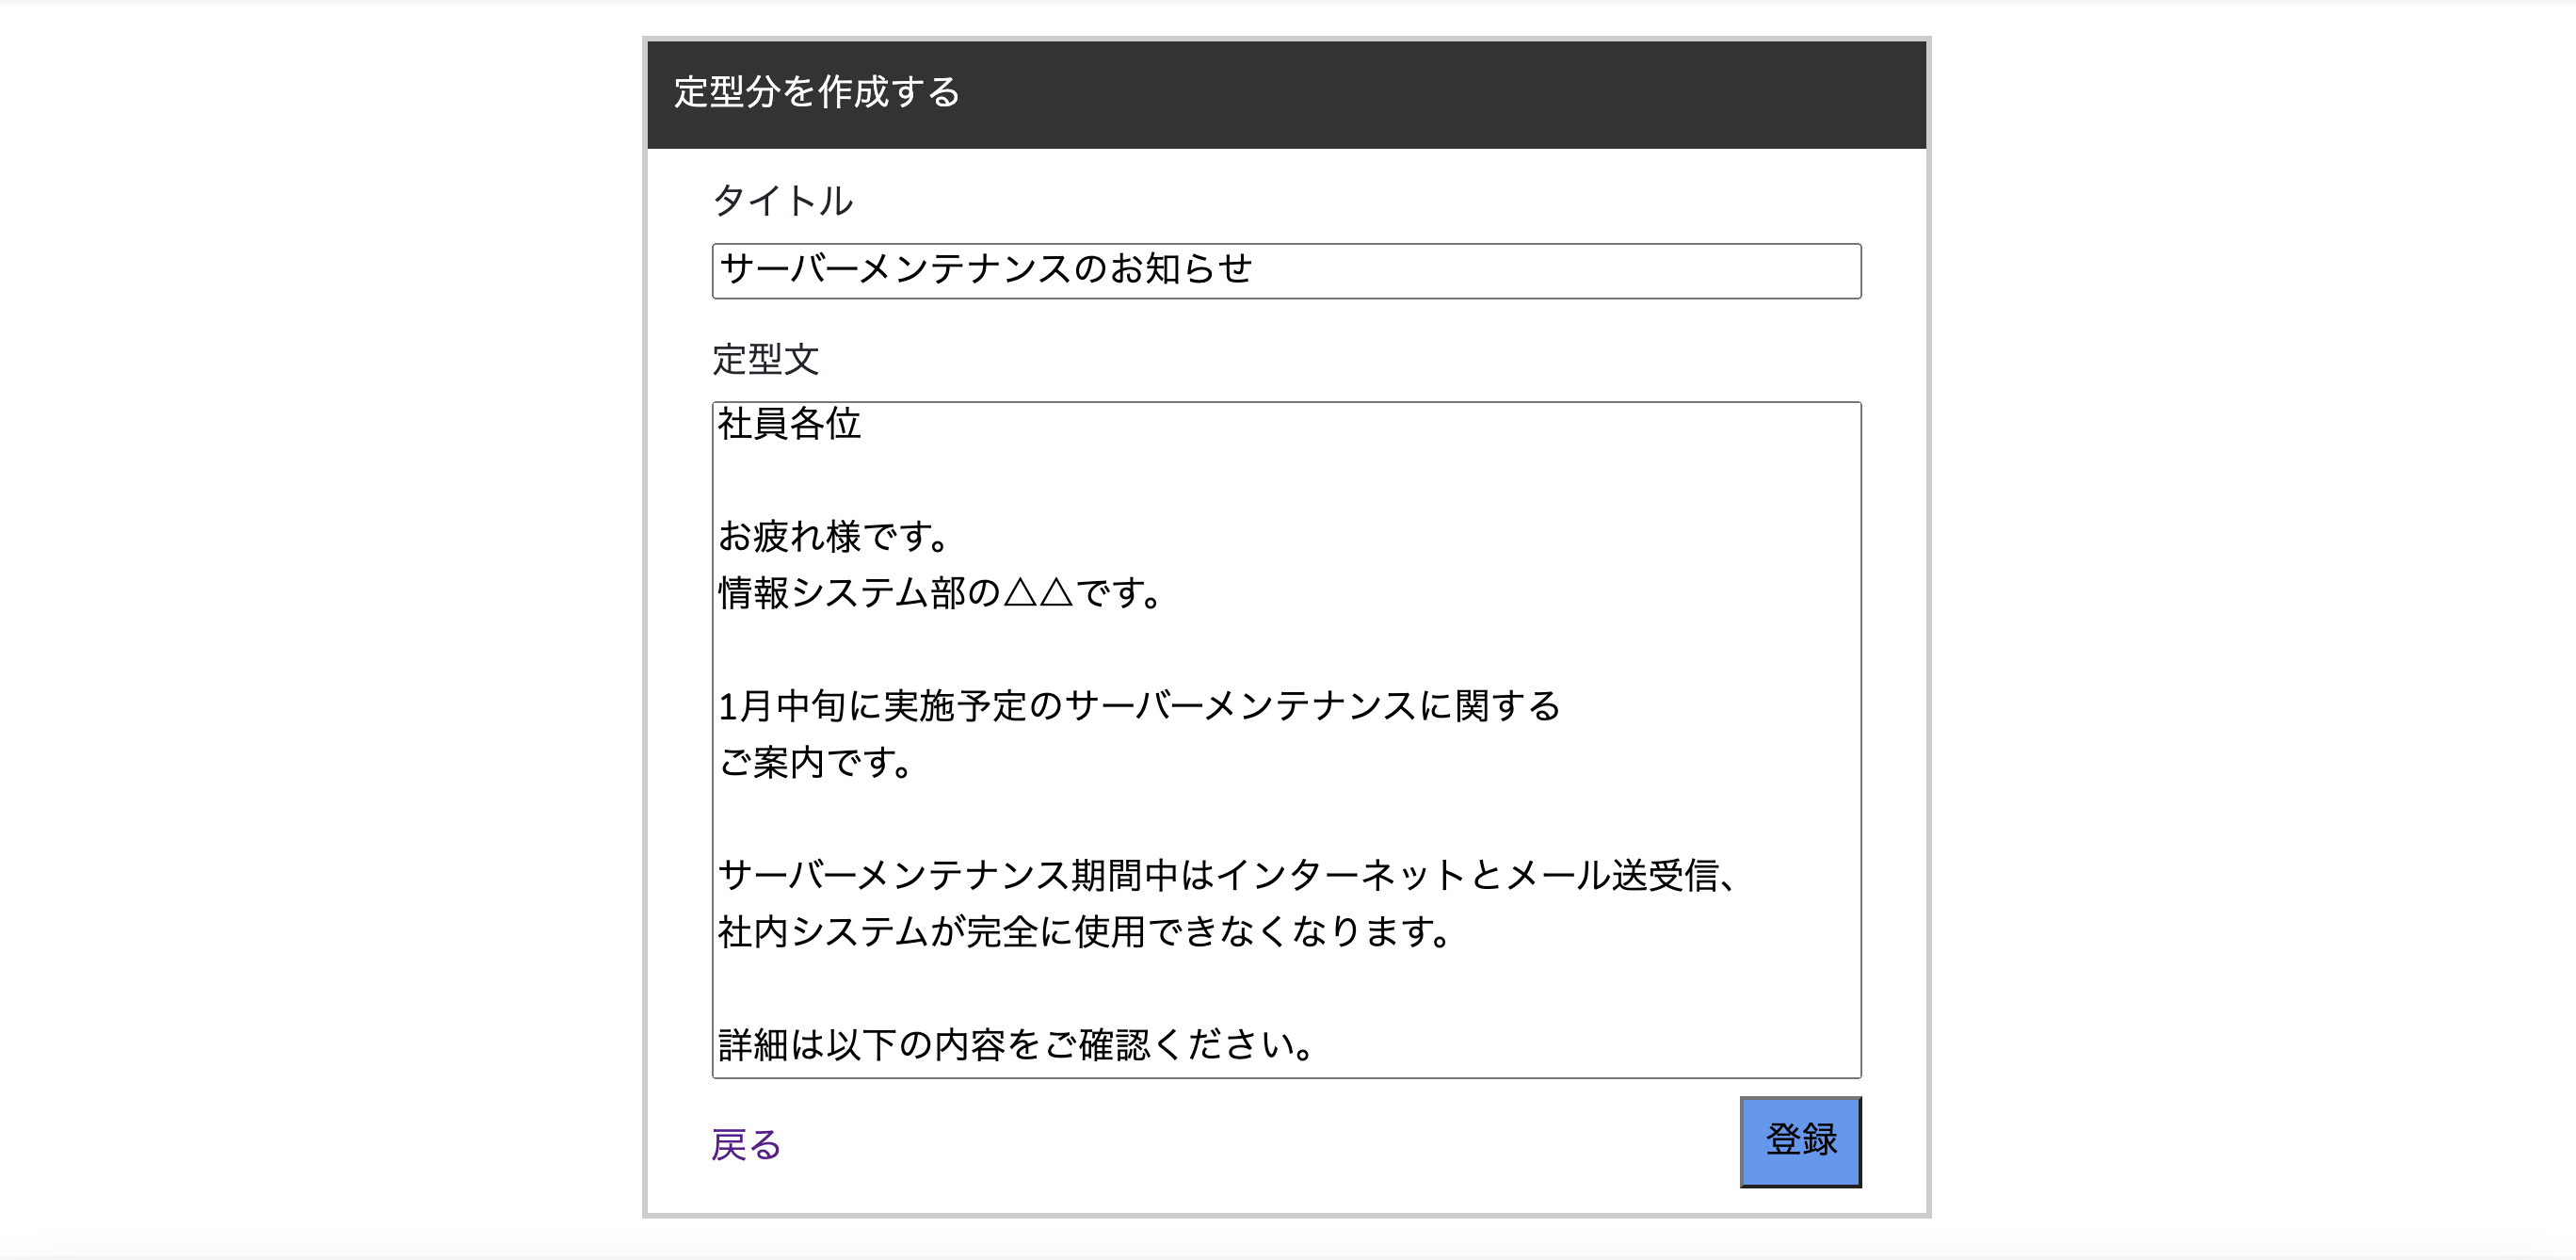 定型分を作成する
タイトル
サーバーメンテナンスのお知らせ
定型文
社員各位
お疲れ様です。
情報システム部の△△です。
1月中旬に実施予定のサーバーメンテナンスに関する
ご案内です。
サーバーメンテナンス期間中はインターネットとメール送受信、
社内システムが完全に使用できなくなります。
詳細は以下の内容をご確認ください。
戻る
登録